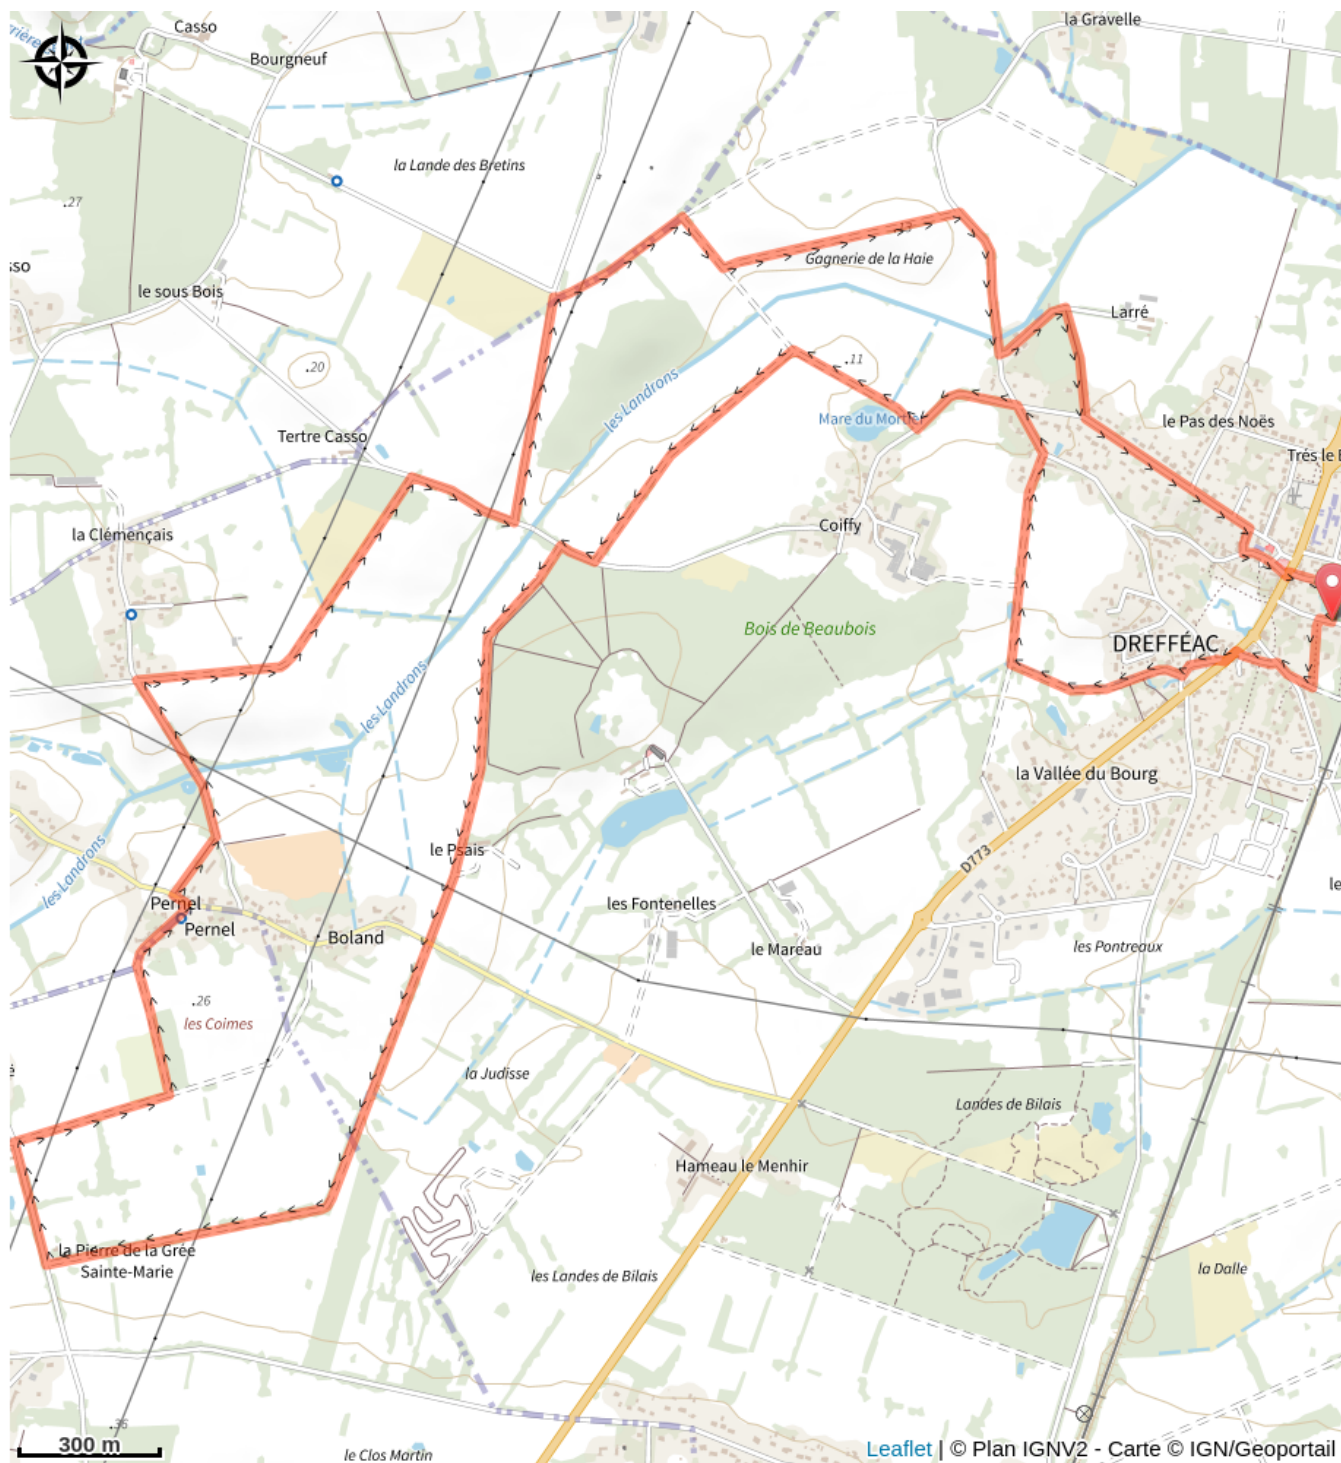 la Gravelle
Casso
Bourgneuf
la Lande des Bretins
.27
Gagnerie de la Haie
le sous Bois
Larré
.11
.20
les Landrons
Mare du Mortier
le Pas des Noës
Tertre Casso
Coiffy
la Clémençais
Bois de Beaubois
DREFFÉAC
les Landrons
la Vallée du Bourg
le Psais
D773
les Landrons
Pernel
les Fontenelles
Pernel
Boland
le Mareau
les Pontreaux
.26
les Coimes
la Judisse
Landes de Bilais
Hameau le Menhir
la Pierre de la Grée
Sainte-Marie
la Dalle
les Landes de Bilais
.36
300 m
le Clos Martin
Leaflet | © Plan IGNV2 - Carte © IGN/Geoportail